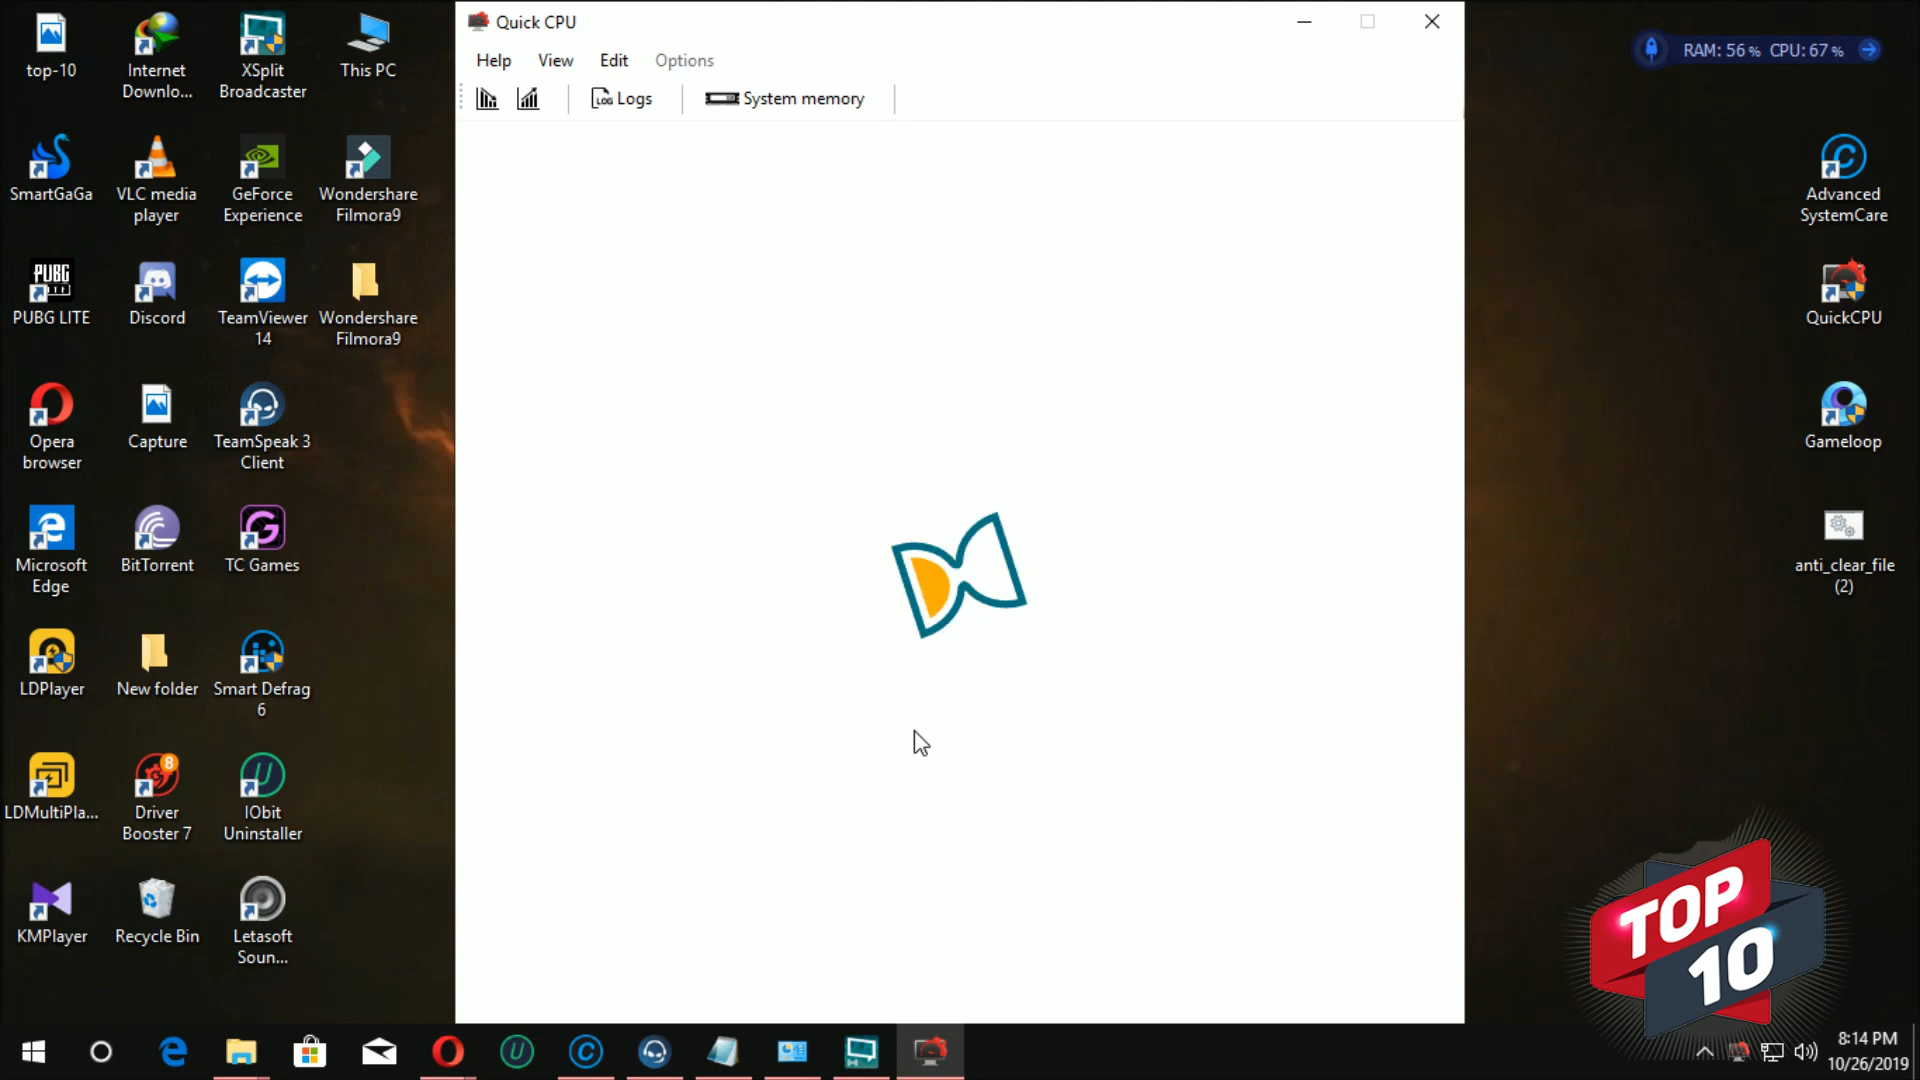 top-10
Internet
Downlo...
XSplit
Broadcaster
This PC
SmartGaGa
VLC media
player
GeForce
Experience
Wondershare
Filmora9
PUBG
PUBG LITE
Discord
TeamViewer
14
Wondershare
Filmora9
Opera
browser
Capture
TeamSpeak 3
Client
Microsoft
Edge
BitTorrent
TC Games
LDPlayer
New folder
Smart Defrag
6
LDMultiPla...
8
Driver
Booster 7
IObit
Uninstaller
KMPlayer
Recycle Bin
Letasoft
Soun...
Quick CPU
Help View Edit Options
LOG Logs System memory
RAM: 56 % CPU: 67 %
Advanced
SystemCare
QuickCPU
Gameloop
anti_clear_file
(2)
TOP
10
8:14 PM
10/26/2019